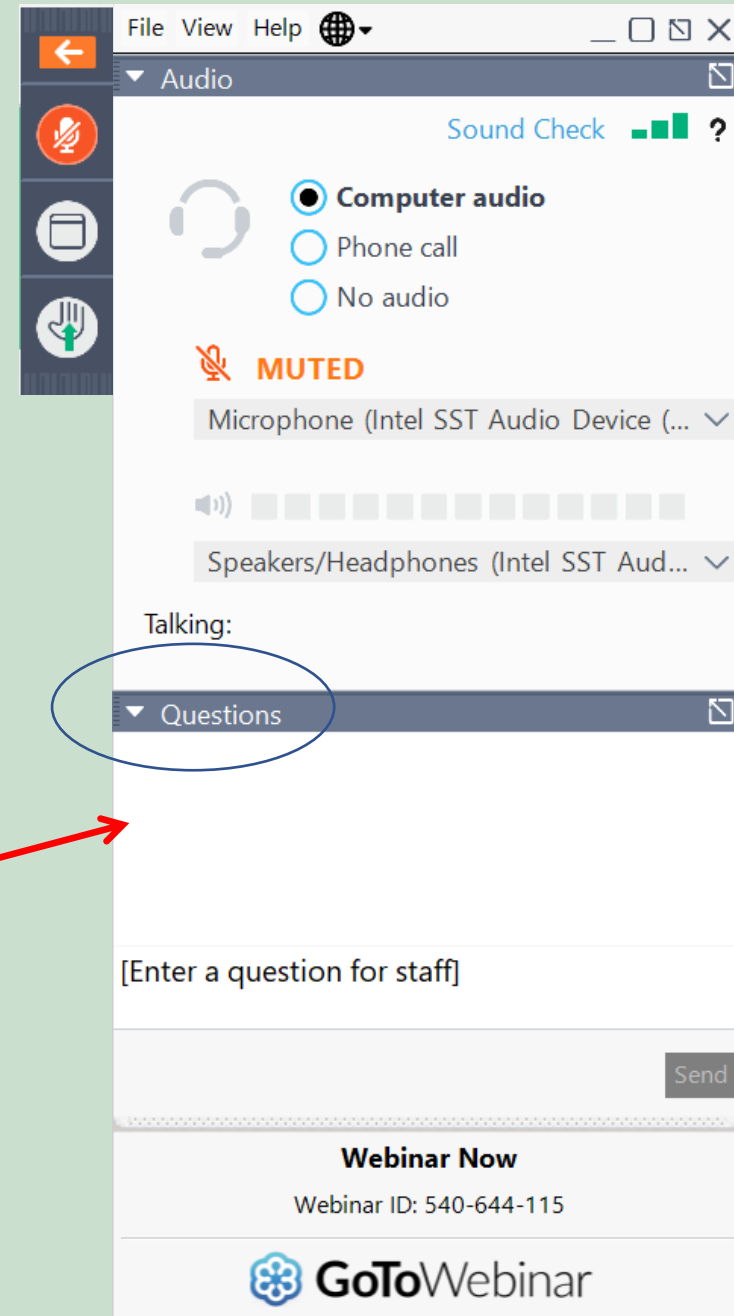 File View Help
Audio
Sound Check ?
Computer audio
Phone call
No audio
MUTED
Microphone (Intel SST Audio Device (...
Speakers/Headphones (Intel SST Aud...
Talking:
Questions
[Enter a question for staff]
Send
Webinar Now
Webinar ID: 540-644-115
GoToWebinar